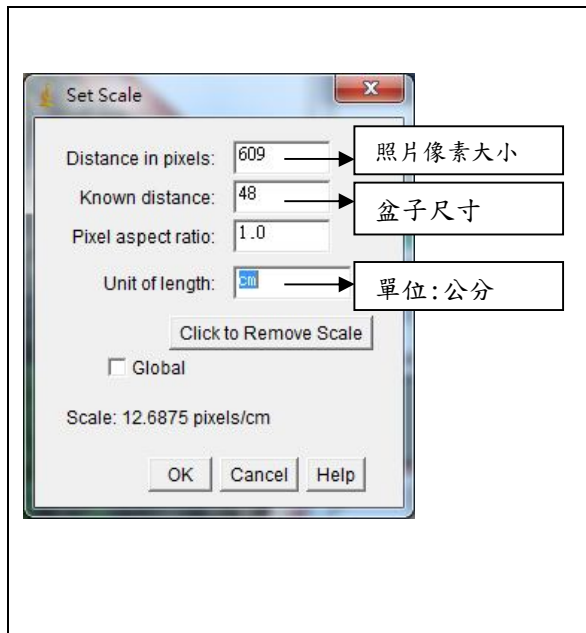 Set Scale
x
Distance in pixels: 609 照片像素大小
Known distance: 48 盆子尺寸
Pixel aspect ratio: 1.0
Unit of length: cm 單位:公分
Click to Remove Scale
Global
Scale: 12.6875 pixels/cm
OK Cancel Help